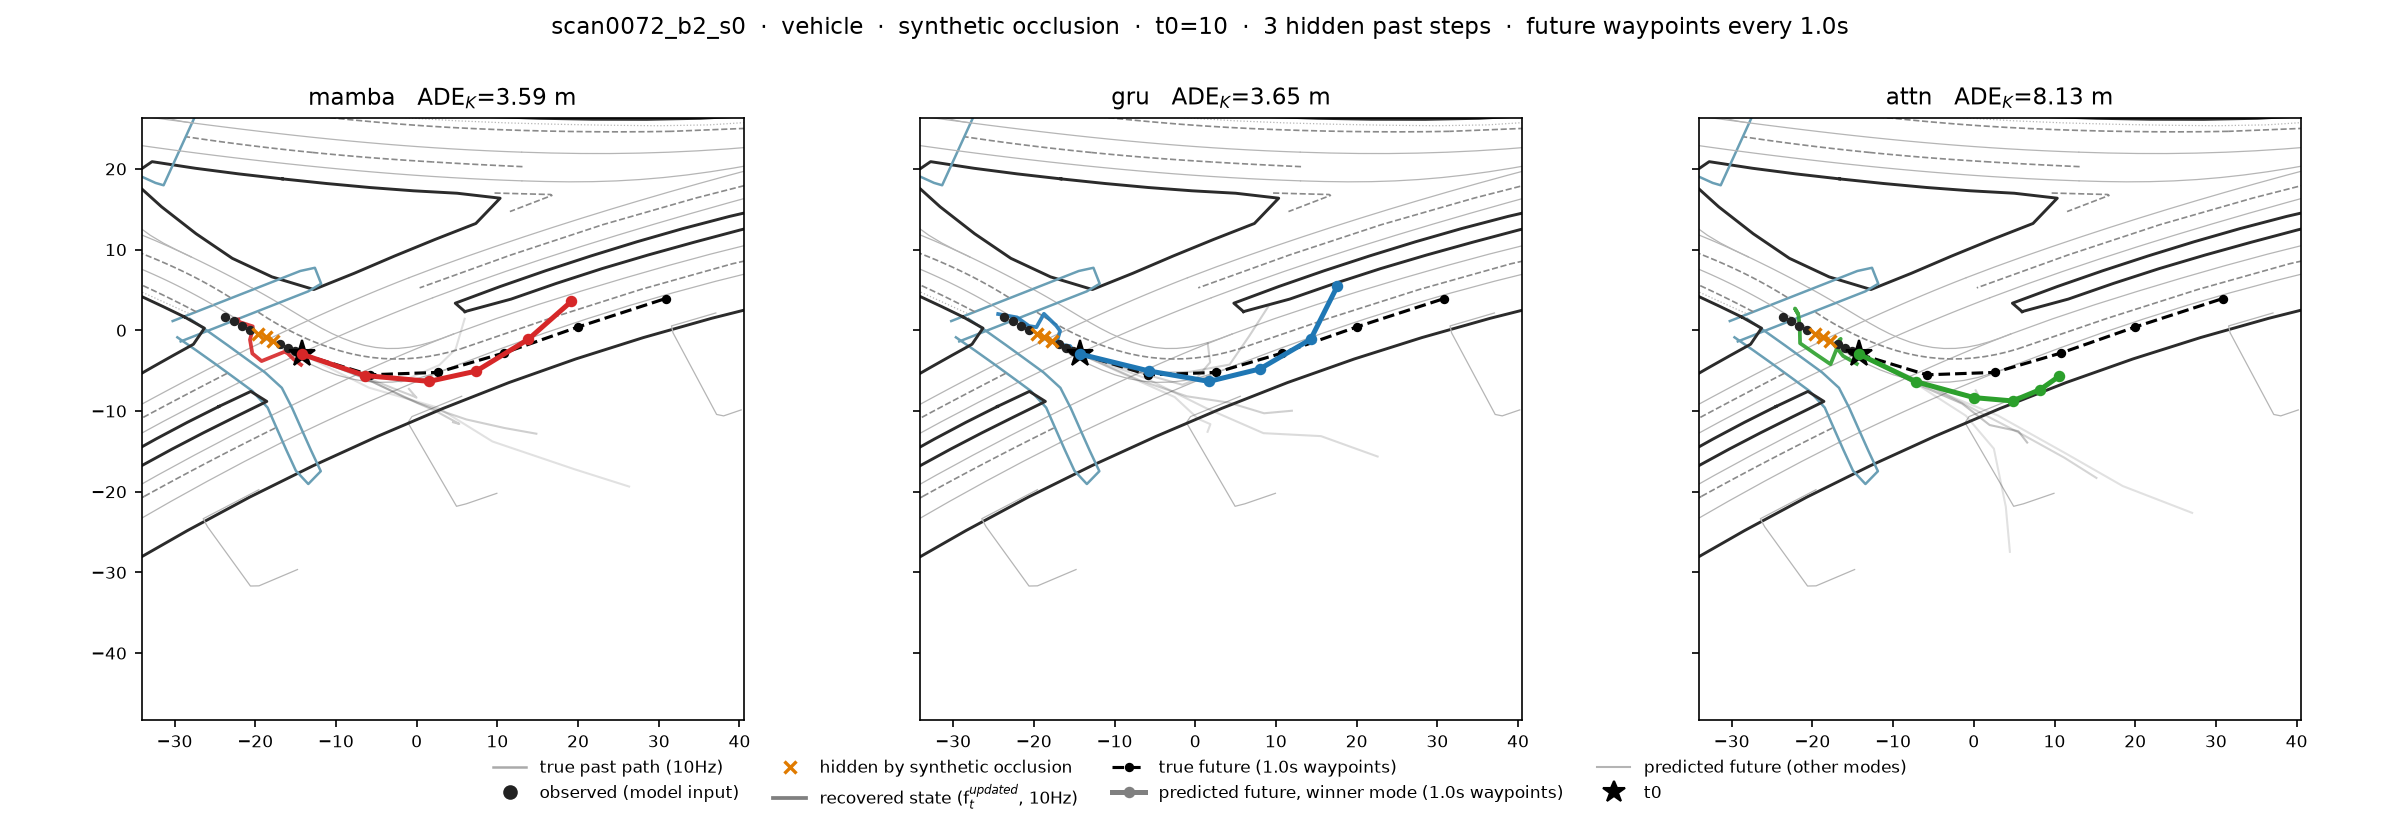 scan0072_b2_s0 · vehicle · synthetic occlusion · t0=10 · 3 hidden past steps · future waypoints every 1.0s
mamba ADE_K=3.59 m
gru ADE_K=3.65 m
attn ADE_K=8.13 m
20
10
0
−10
−20
−30
−40
−30 −20 −10 0 10 20 30 40
−30 −20 −10 0 10 20 30 40
−30 −20 −10 0 10 20 30 40
true past path (10Hz)
observed (model input)
hidden by synthetic occlusion
recovered state (f_t^updated, 10Hz)
true future (1.0s waypoints)
predicted future, winner mode (1.0s waypoints)
predicted future (other modes)
t0